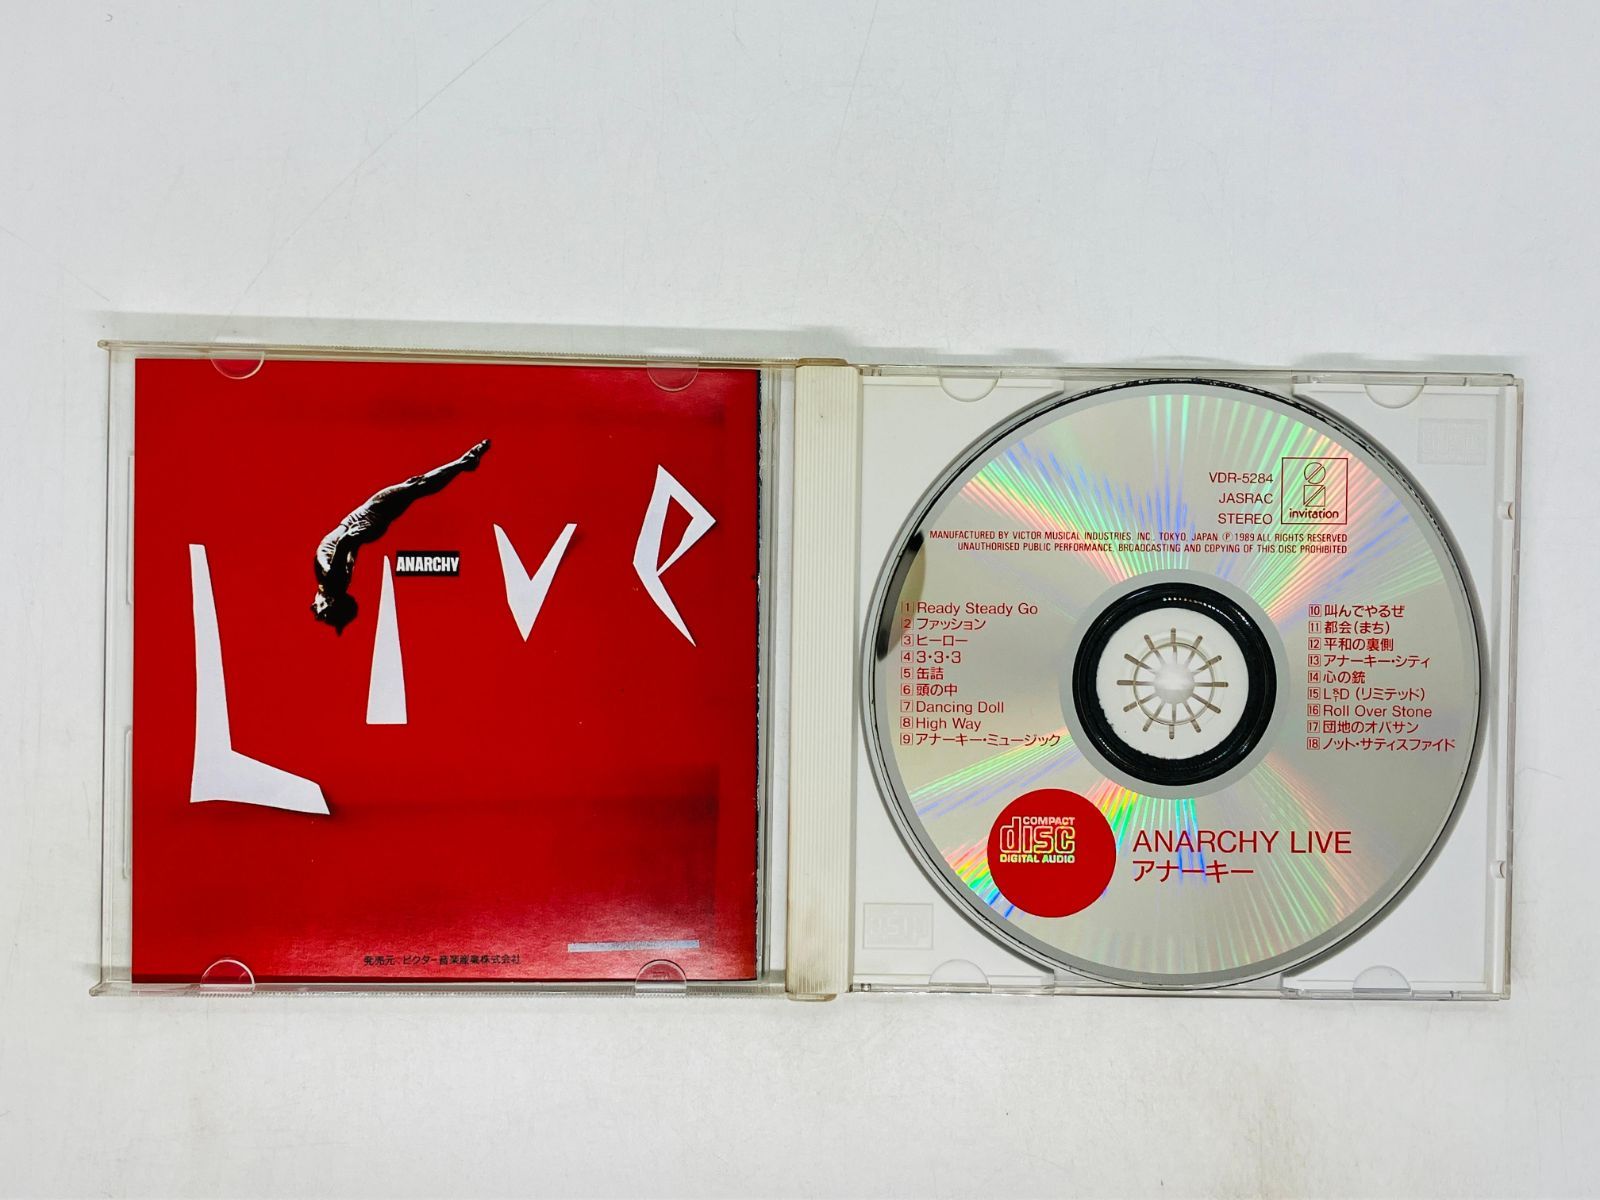 Live
ANARCHY
発売元 ビクター音楽産業株式会社
VDR-5284
JASRAC
STEREO
invitation
MANUFACTURED BY VICTOR MUSICAL INDUSTRIES, INC., TOKYO, JAPAN Ⓟ 1989 ALL RIGHTS RESERVED
UNAUTHORISED PUBLIC PERFORMANCE, BROADCASTING AND COPYING OF THIS DISC PROHIBITED
1 Ready Steady Go
2 ファッション
3 ヒーロー
4 3・3・3
5 缶詰
6 頭の中
7 Dancing Doll
8 High Way
9 アナーキー・ミュージック
10 叫んでやるぜ
11 都会(まち)
12 平和の裏側
13 アナーキー・シティ
14 心の銃
15 (リミテッド)
16 Roll Over Stone
17 団地のオバサン
18 ノット・サティスファイド
COMPACT
disc
DIGITAL AUDIO
ANARCHY LIVE
アナーキー